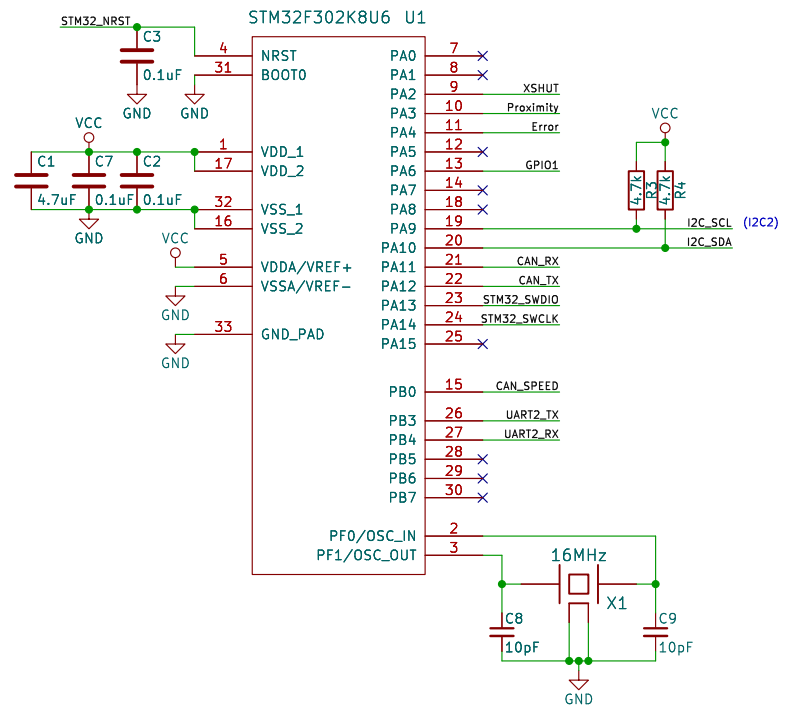 STM32F302K8U6 U1
STM32_NRST
C3
0.1uF
GND
GND
4 NRST
31 BOOT0
VCC
C1 C7 C2
4.7uF 0.1uF 0.1uF
GND
1 VDD_1
17 VDD_2
32 VSS_1
16 VSS_2
VCC
5 VDDA/VREF+
6 VSSA/VREF-
GND
33 GND_PAD
GND
PA0 7
PA1 8
PA2 9 XSHUT
PA3 10 Proximity
PA4 11 Error
PA5 12
PA6 13 GPIO1
PA7 14
PA8 18
PA9 19 I2C_SCL (I2C2)
PA10 20 I2C_SDA
PA11 21 CAN_RX
PA12 22 CAN_TX
PA13 23 STM32_SWDIO
PA14 24 STM32_SWCLK
PA15 25
VCC
4.7k R3
4.7k R4
PB0 15 CAN_SPEED
PB3 26 UART2_TX
PB4 27 UART2_RX
PB5 28
PB6 29
PB7 30
PF0/OSC_IN 2
PF1/OSC_OUT 3
16MHz
X1
C8 C9
10pF 10pF
GND